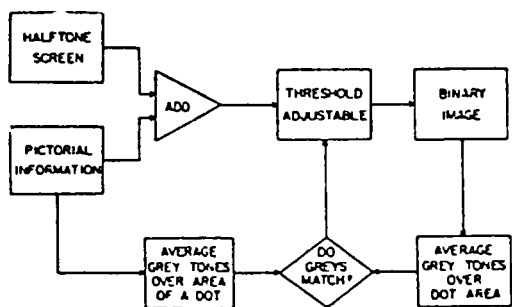 HALFTONE
SCREEN
ADD
THRESHOLD
ADJUSTABLE
BINARY
IMAGE
PICTORIAL
INFORMATION
AVERAGE
GREY TONES
OVER AREA
OF A DOT
DO
GREYS
MATCH?
AVERAGE
GREY TONES
OVER
DOT AREA